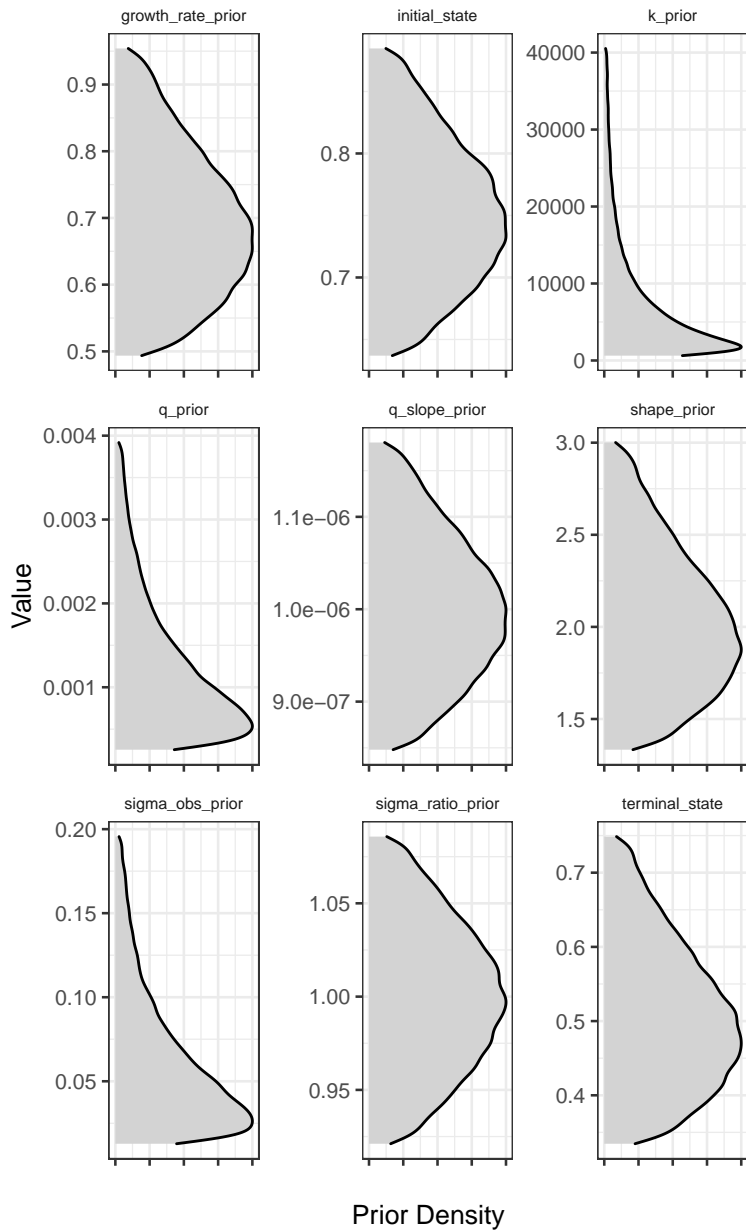 growth_rate_prior
initial_state
k_prior
0.9
0.8
0.7
0.6
0.5
0.8
0.7
40000
30000
20000
10000
0
q_prior
q_slope_prior
shape_prior
0.004
0.003
0.002
0.001
1.1e−06
1.0e−06
9.0e−07
3.0
2.5
2.0
1.5
Value
sigma_obs_prior
sigma_ratio_prior
terminal_state
0.20
0.15
0.10
0.05
1.05
1.00
0.95
0.7
0.6
0.5
0.4
Prior Density